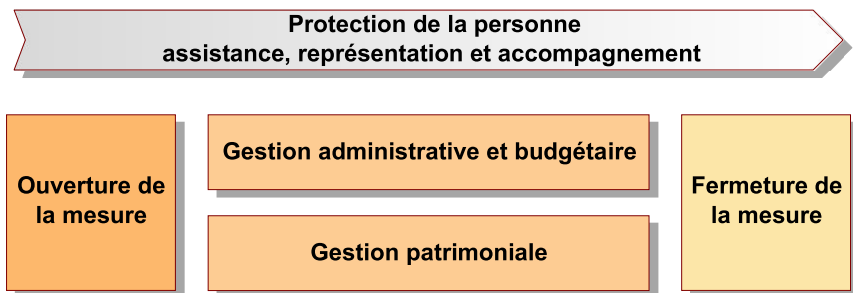 Protection de la personne
assistance, représentation et accompagnement
Ouverture de
la mesure
Gestion administrative et budgétaire
Gestion patrimoniale
Fermeture de
la mesure